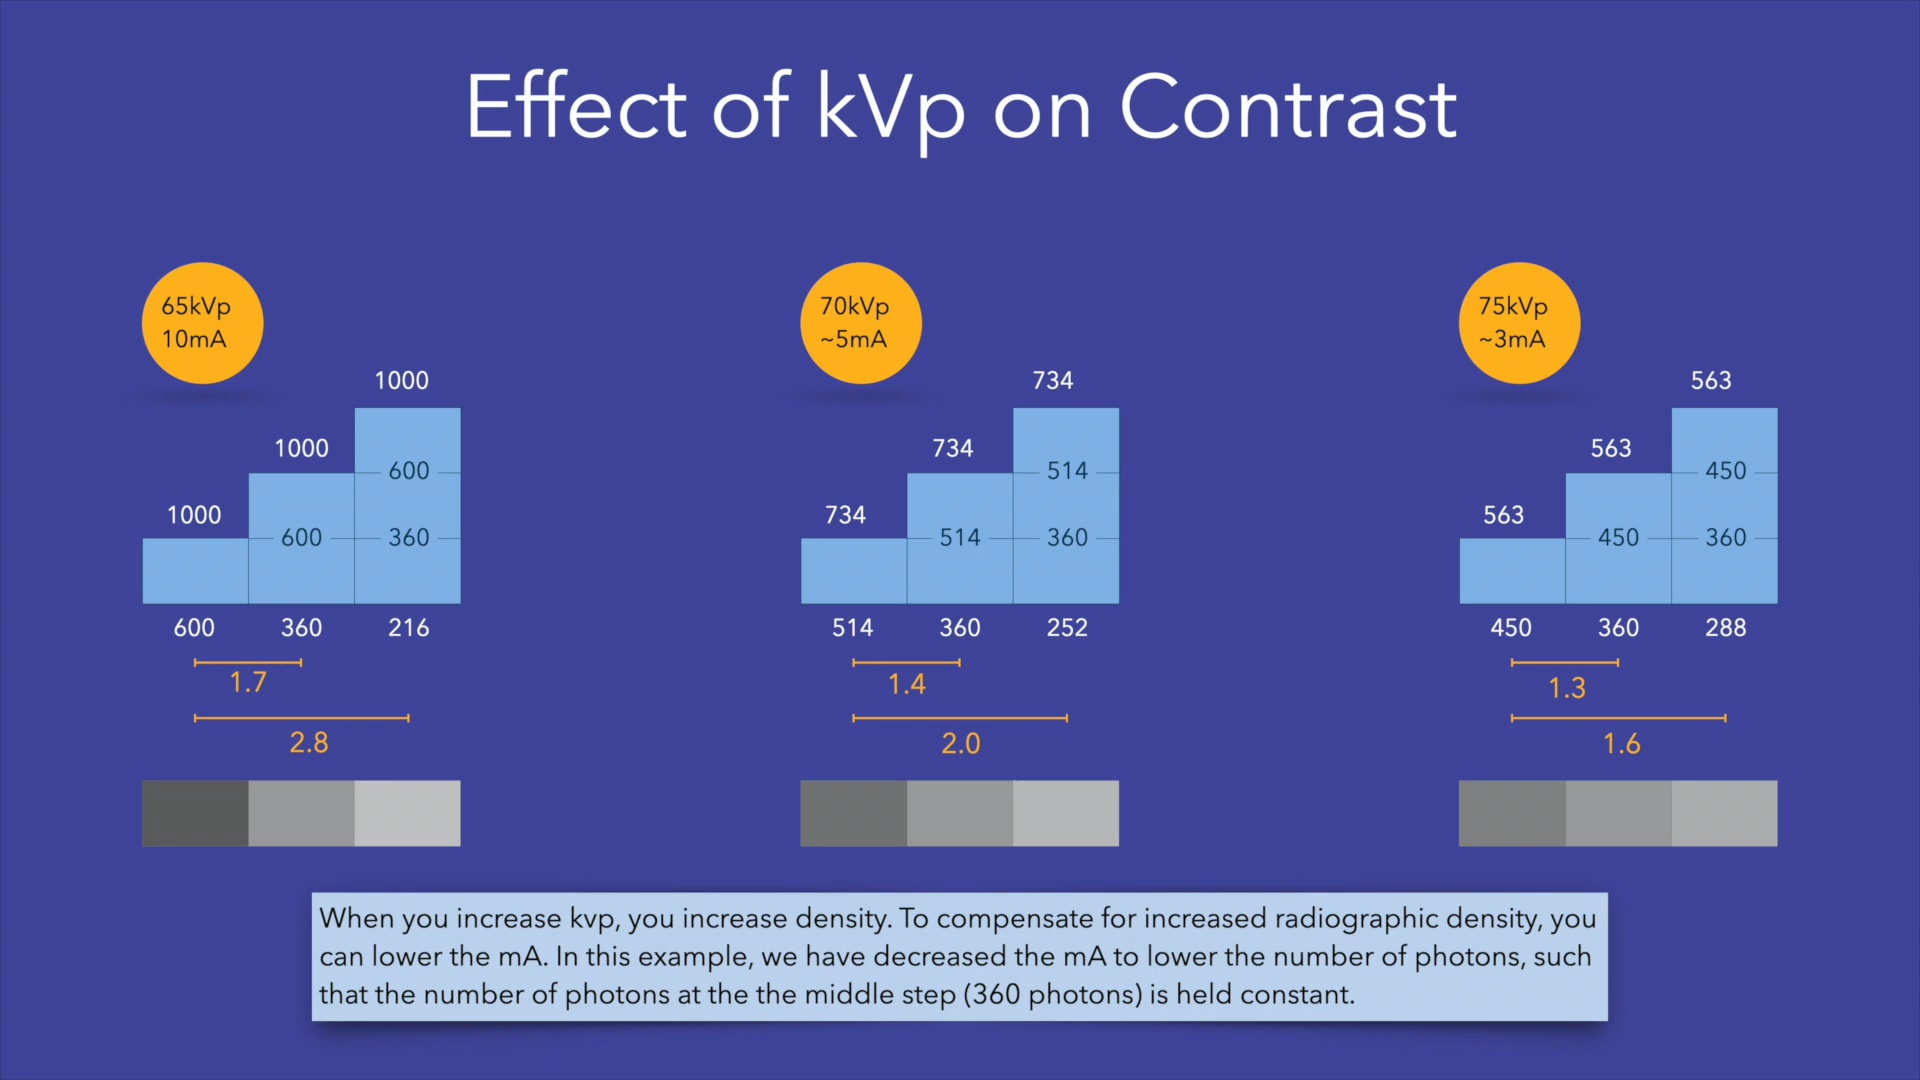 Effect of kVp on Contrast
65kVp
10mA
1000
1000
600
1000
600
360
600 360 216
1.7
2.8
70kVp
~5mA
734
734
514
734
514
360
514 360 252
1.4
2.0
75kVp
~3mA
563
563
450
563
450
360
450 360 288
1.3
1.6
When you increase kvp, you increase density. To compensate for increased radiographic density, you
can lower the mA. In this example, we have decreased the mA to lower the number of photons, such
that the number of photons at the the middle step (360 photons) is held constant.